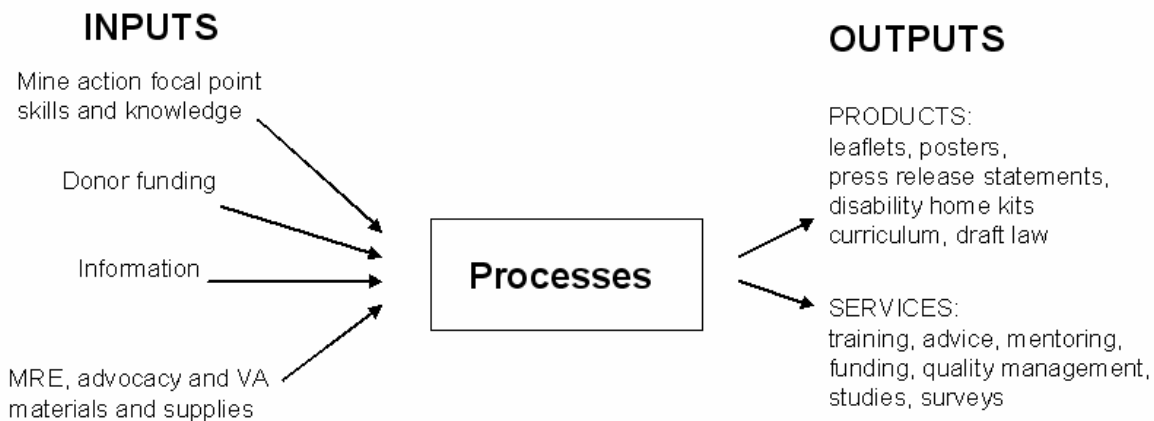 INPUTS
Mine action focal point
skills and knowledge
Donor funding
Information
MRE, advocacy and VA
materials and supplies
Processes
OUTPUTS
PRODUCTS:
leaflets, posters,
press release statements,
disability home kits
curriculum, draft law
SERVICES:
training, advice, mentoring,
funding, quality management,
studies, surveys